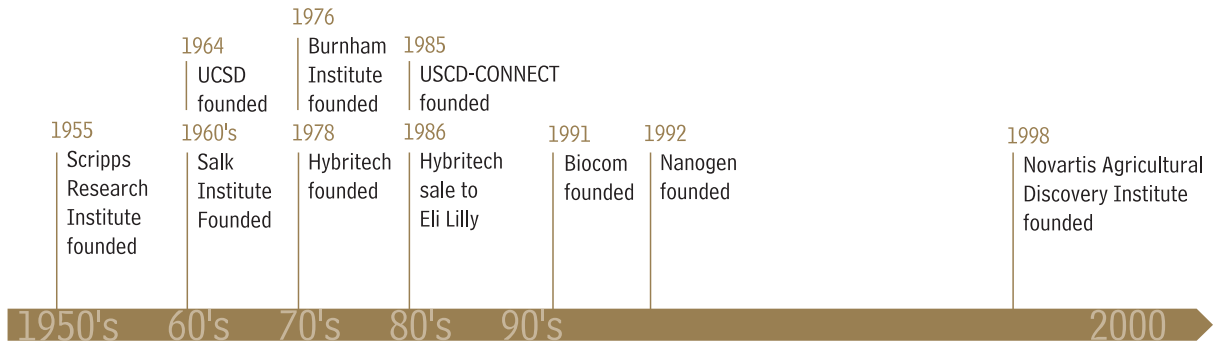 1955
Scripps
Research
Institute
founded
1964
UCSD
founded
1960's
Salk
Institute
Founded
1976
Burnham
Institute
founded
1978
Hybritech
founded
1985
USCD-CONNECT
founded
1986
Hybritech
sale to
Eli Lilly
1991
Biocom
founded
1992
Nanogen
founded
1998
Novartis Agricultural
Discovery Institute
founded
1950's 60's 70's 80's 90's 2000